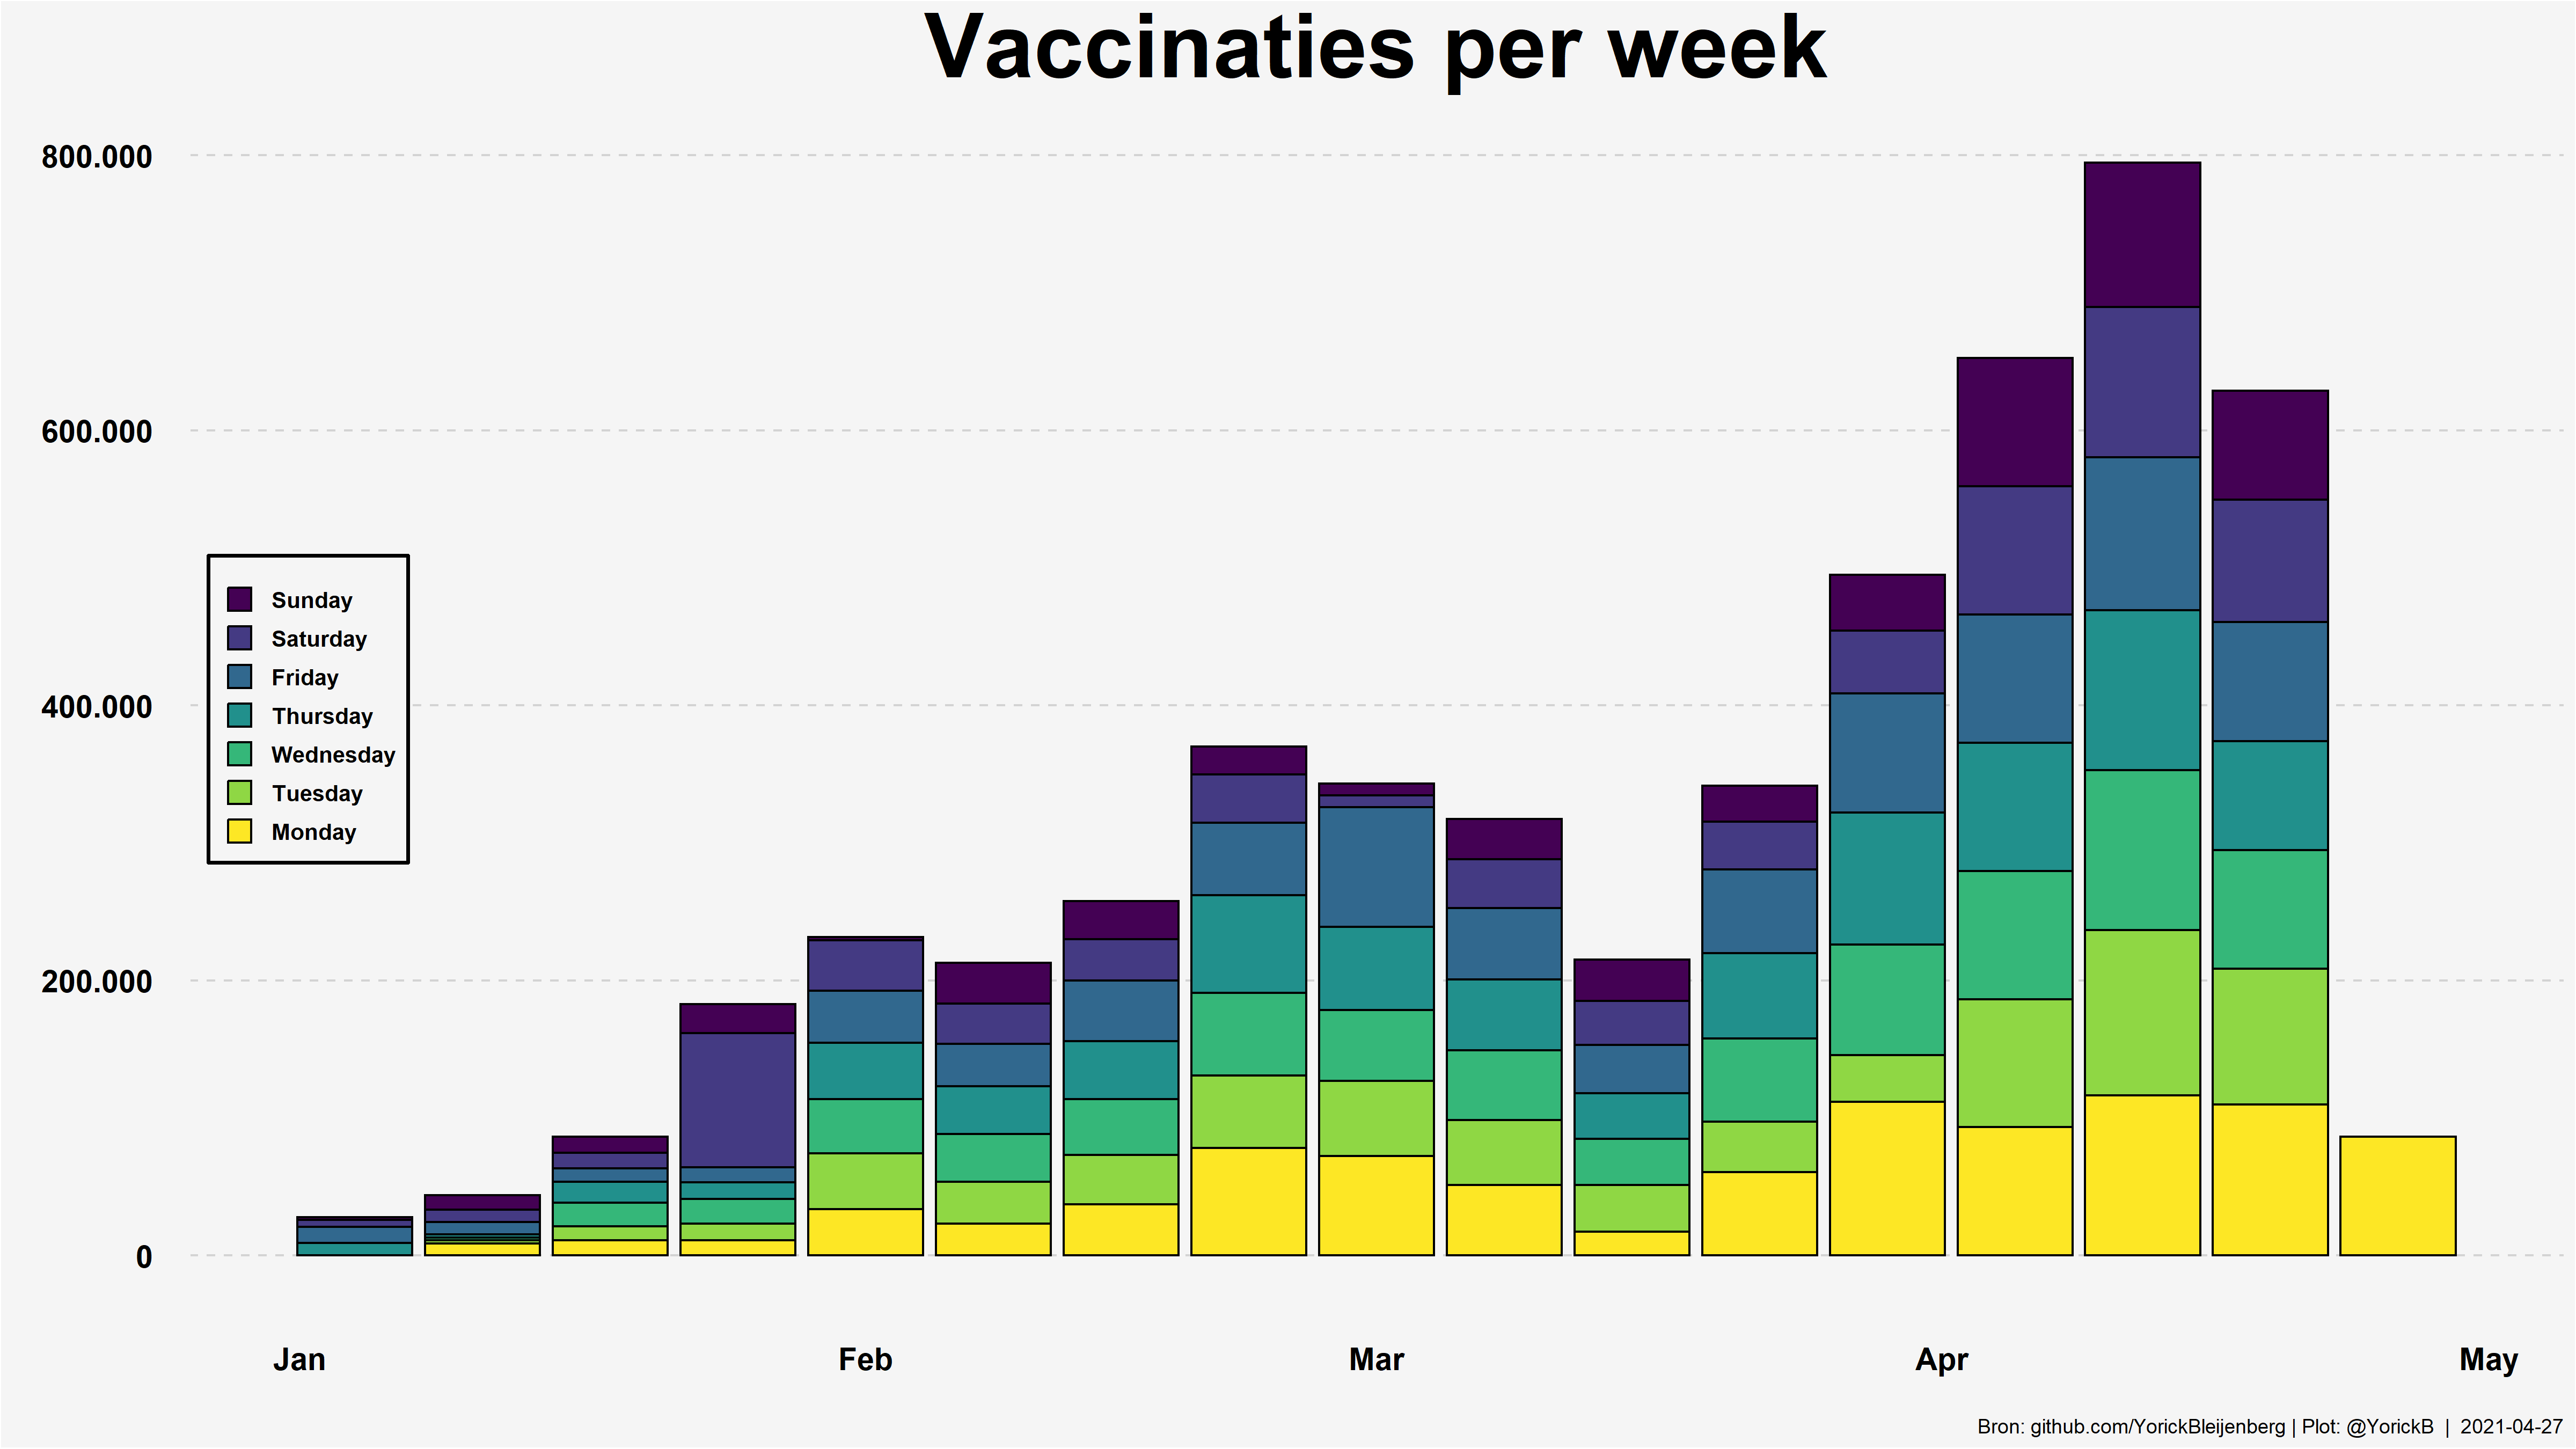 Vaccinaties per week
800.000
600.000
400.000
200.000
0
Sunday
Saturday
Friday
Thursday
Wednesday
Tuesday
Monday
Jan Feb Mar Apr May
Bron: github.com/YorickBleijenberg | Plot: @YorickB | 2021-04-27